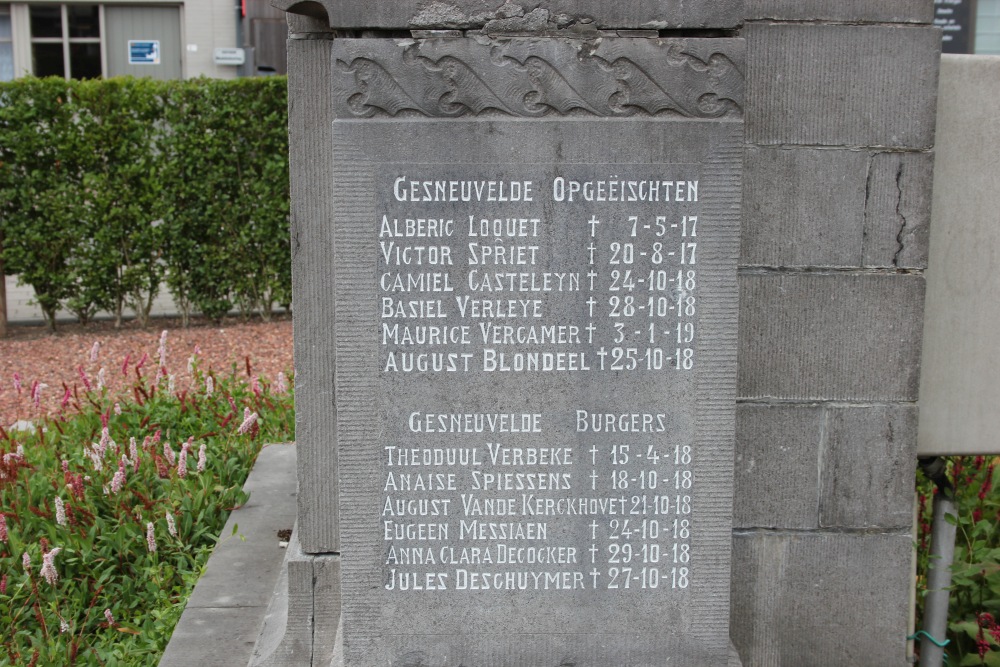 GESNEUVELDE OPGEËISCHTEN
ALBERIC LOQUET † 7-5-17
VICTOR SPRIET † 20-8-17
CAMIEL CASTELEYN † 24-10-18
BASIEL VERLEYE † 28-10-18
MAURICE VERGAMER † 3-1-19
AUGUST BLONDEEL † 25-10-18
GESNEUVELDE BURGERS
THEODUUL VERBEKE † 15-4-18
ANAISE SPIESSENS † 18-10-18
AUGUST VANDE KERCKHOVE † 21-10-18
EUGEEN MESSIAEN † 24-10-18
ANNA CLARA DECOCKER † 29-10-18
JULES DESCHUYMER † 27-10-18